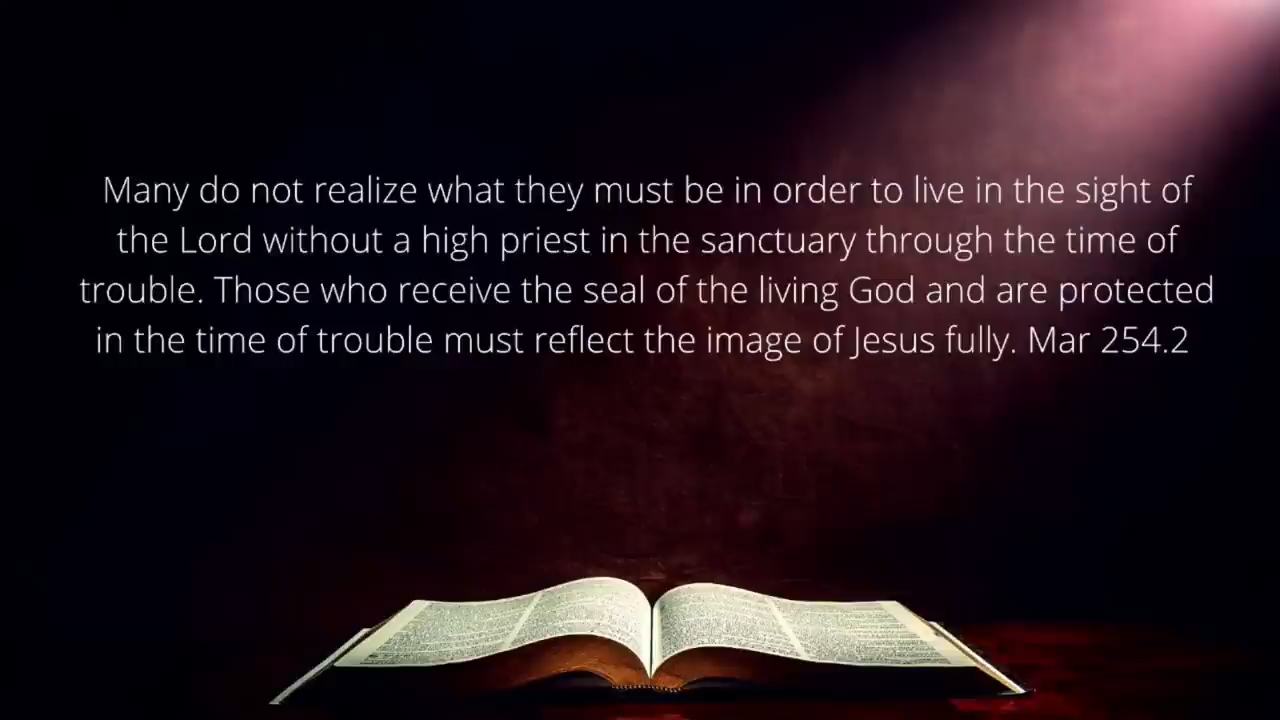 Many do not realize what they must be in order to live in the sight of
the Lord without a high priest in the sanctuary through the time of
trouble. Those who receive the seal of the living God and are protected
in the time of trouble must reflect the image of Jesus fully. Mar 254.2